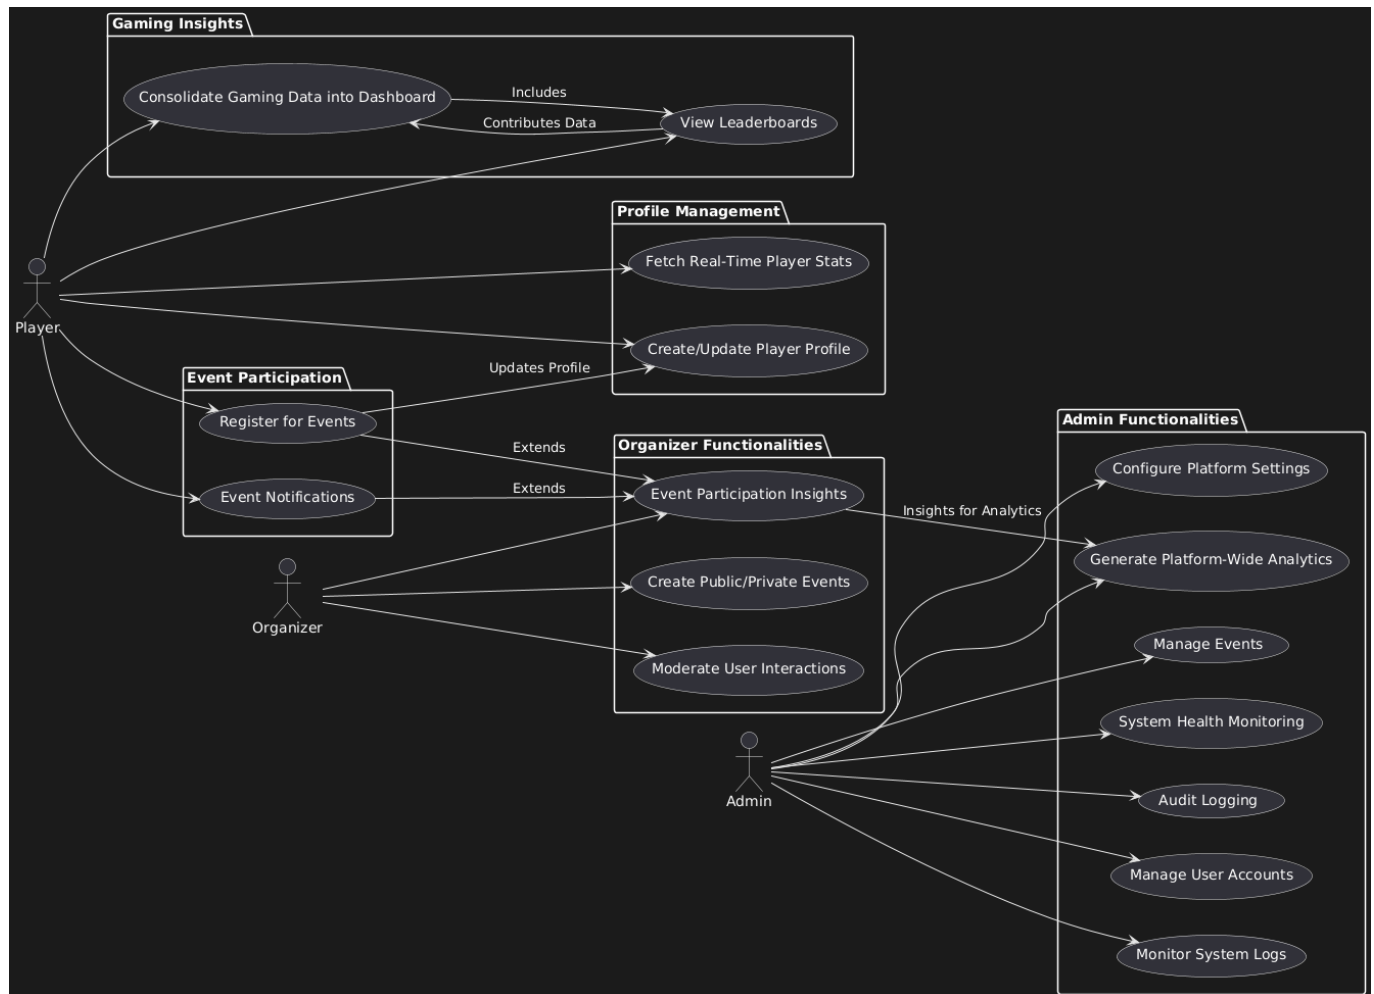 Gaming Insights
Consolidate Gaming Data into Dashboard
Includes
Contributes Data
View Leaderboards
Profile Management
Fetch Real-Time Player Stats
Create/Update Player Profile
Player
Updates Profile
Event Participation
Register for Events
Event Notifications
Extends
Extends
Organizer Functionalities
Event Participation Insights
Create Public/Private Events
Moderate User Interactions
Organizer
Insights for Analytics
Admin Functionalities
Configure Platform Settings
Generate Platform-Wide Analytics
Manage Events
System Health Monitoring
Audit Logging
Manage User Accounts
Monitor System Logs
Admin